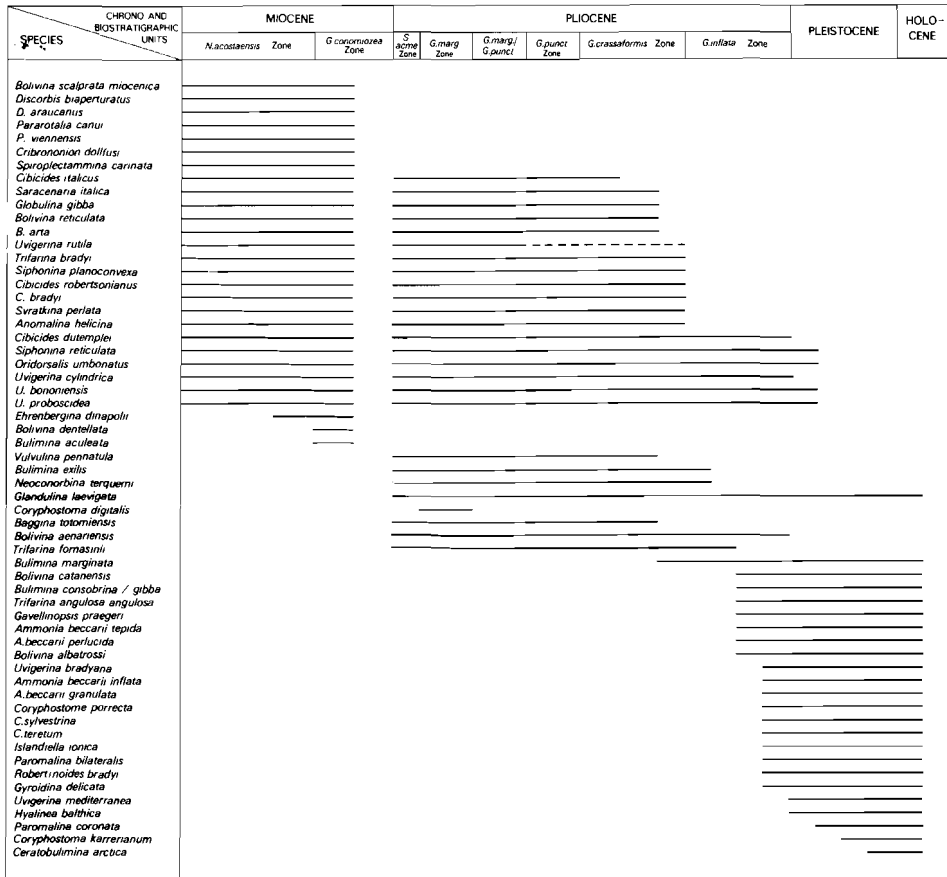 CHRONO AND
BIOSTRATIGRAPHIC
UNITS
SPECIES
MIOCENE
PLIOCENE
PLEISTOCENE
HOLO-
CENE
N.acostaensis Zone
G conomiozea
Zone
S
acme
Zone
G.marg
Zone
G.marg./
G.punct
G.punct
Zone
G.crassaformis Zone
G.inflata Zone
Bolivina scalprata miocenica
Discorbis biaperturatus
D. araucanus
Pararotalia canui
P. viennensis
Cribrononion dollfusi
Spiroplectammina carinata
Cibicides italicus
Saracenaria italica
Globulina gibba
Bolivina reticulata
B. arta
Uvigerina rutila
Trifarina bradyi
Siphonina planoconvexa
Cibicides robertsonianus
C. bradyi
Svratkina perlata
Anomalina helicina
Cibicides dutemplei
Siphonina reticulata
Oridorsalis umbonatus
Uvigerina cylindrica
U. bononiensis
U. proboscidea
Ehrenbergina dinapolii
Bolivina dentellata
Bulimina aculeata
Vulvulina pennatula
Bulimina exilis
Neoconorbina terquemi
Glandulina laevigata
Coryphostoma digitalis
Baggina totomiensis
Bolivina aenariensis
Trifarina fornasinii
Bulimina marginata
Bolivina catanensis
Bulimina consobrina / gibba
Trifarina angulosa angulosa
Gavellinopsis praegeri
Ammonia beccarii tepida
A.beccarii perlucida
Bolivina albatrossi
Uvigerina bradyana
Ammonia beccarii inflata
A.beccarii granulata
Coryphostome porrecta
C.sylvestrina
C.teretum
Islandiella ionica
Paromalina bilateralis
Robertinoides bradyi
Gyroidina delicata
Uvigerina mediterranea
Hyalinea balthica
Paromalina coronata
Coryphostoma karrerianum
Ceratobulimina arctica